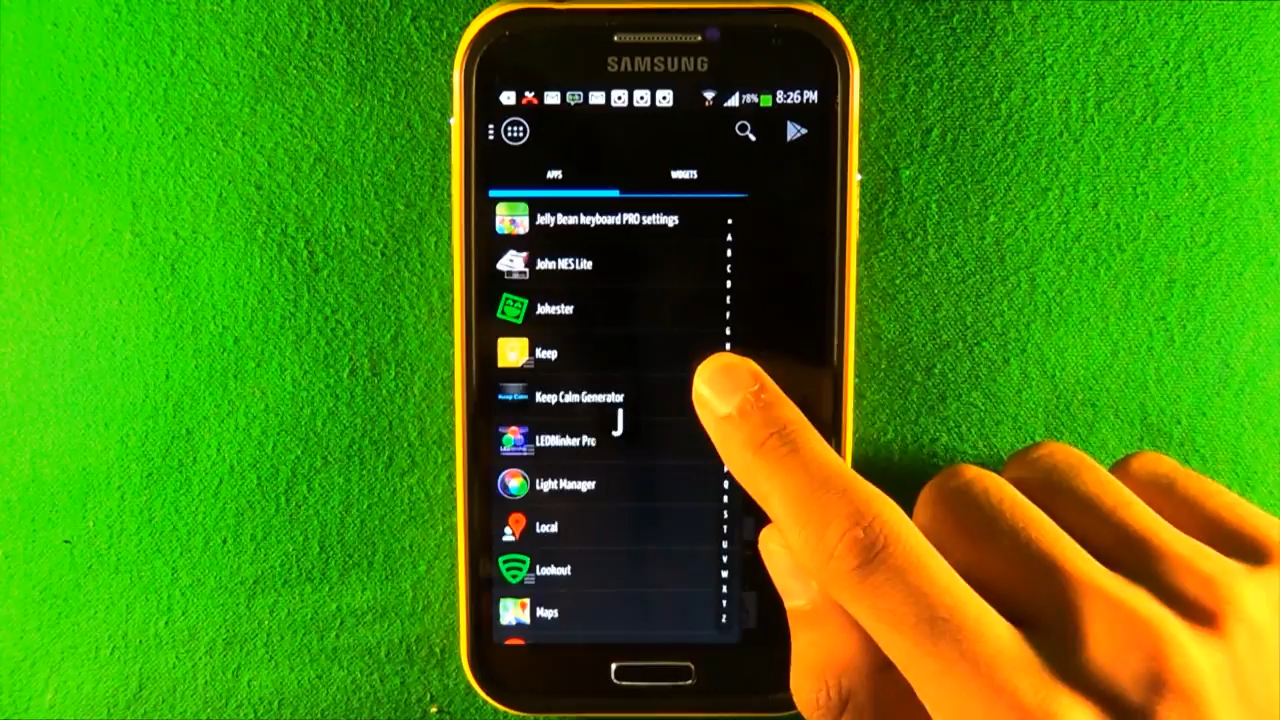 SAMSUNG
78% 8:26 PM
APPS WIDGETS
Jelly Bean keyboard PRO settings
John NES Lite
Jokester
Keep
Keep Calm Generator
J
LEDBlinker Pro
Light Manager
Local
Lookout
Maps
A
B
C
D
E
F
G
H
P
Q
R
S
T
U
V
W
X
Y
Z